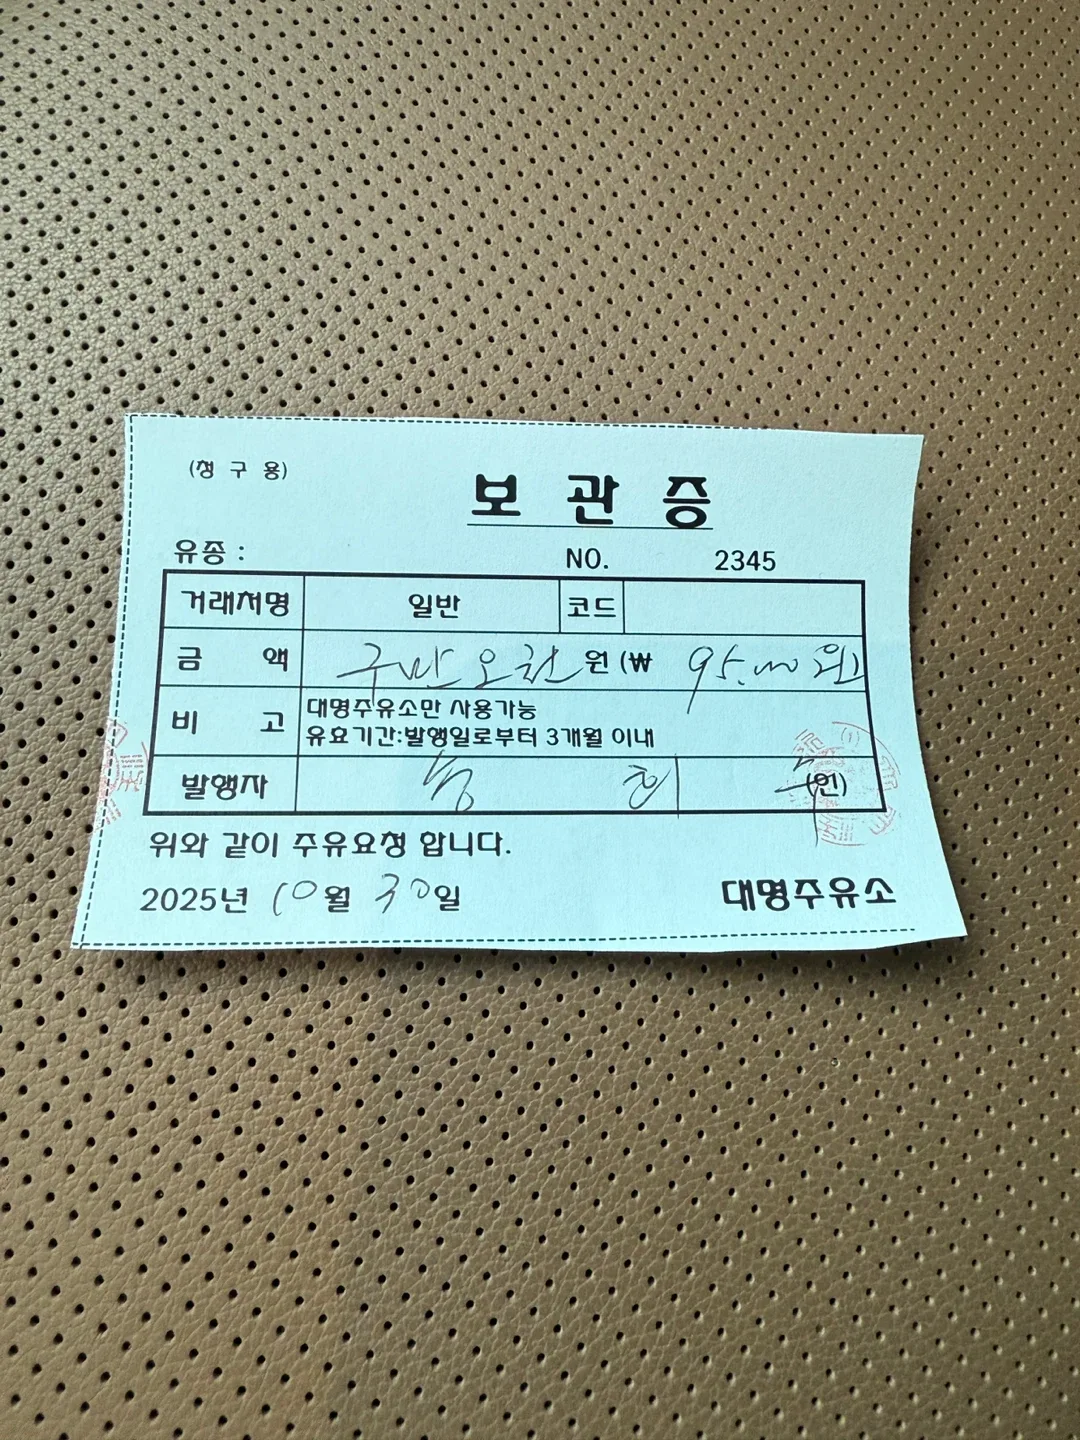 (청 구 용)
보 관 증
유종 : NO. 2345
거래처명 일반 코드
금 액 구만오천 원 (₩ 95.000원)
비 고 대명주유소만 사용가능
유효기간:발행일로부터 3개월 이내
발행자 (인)
위와 같이 주유요청 합니다.
2025년 10월 30일 대명주유소